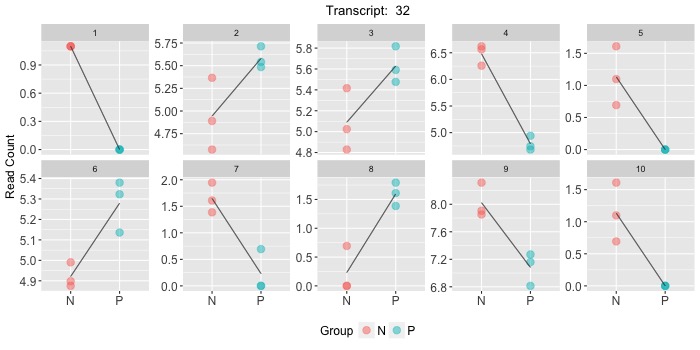 Transcript: 32
1 2 3 4 5
0.9 5.75 5.8 6.5 1.5
0.6 5.50 5.6 6.0 1.0
0.3 5.25 5.4 5.5 0.5
0.0 5.00 5.2 5.0 0.0
4.75 5.0
4.8
Read Count
6 7 8 9 10
5.4 2.0 1.5 8.0 1.5
5.3 1.5 1.0 7.6 1.0
5.2 1.0 0.5 7.2 0.5
5.1 0.5 0.0 6.8 0.0
5.0 0.0
4.9
N P N P N P N P N P
Group N P